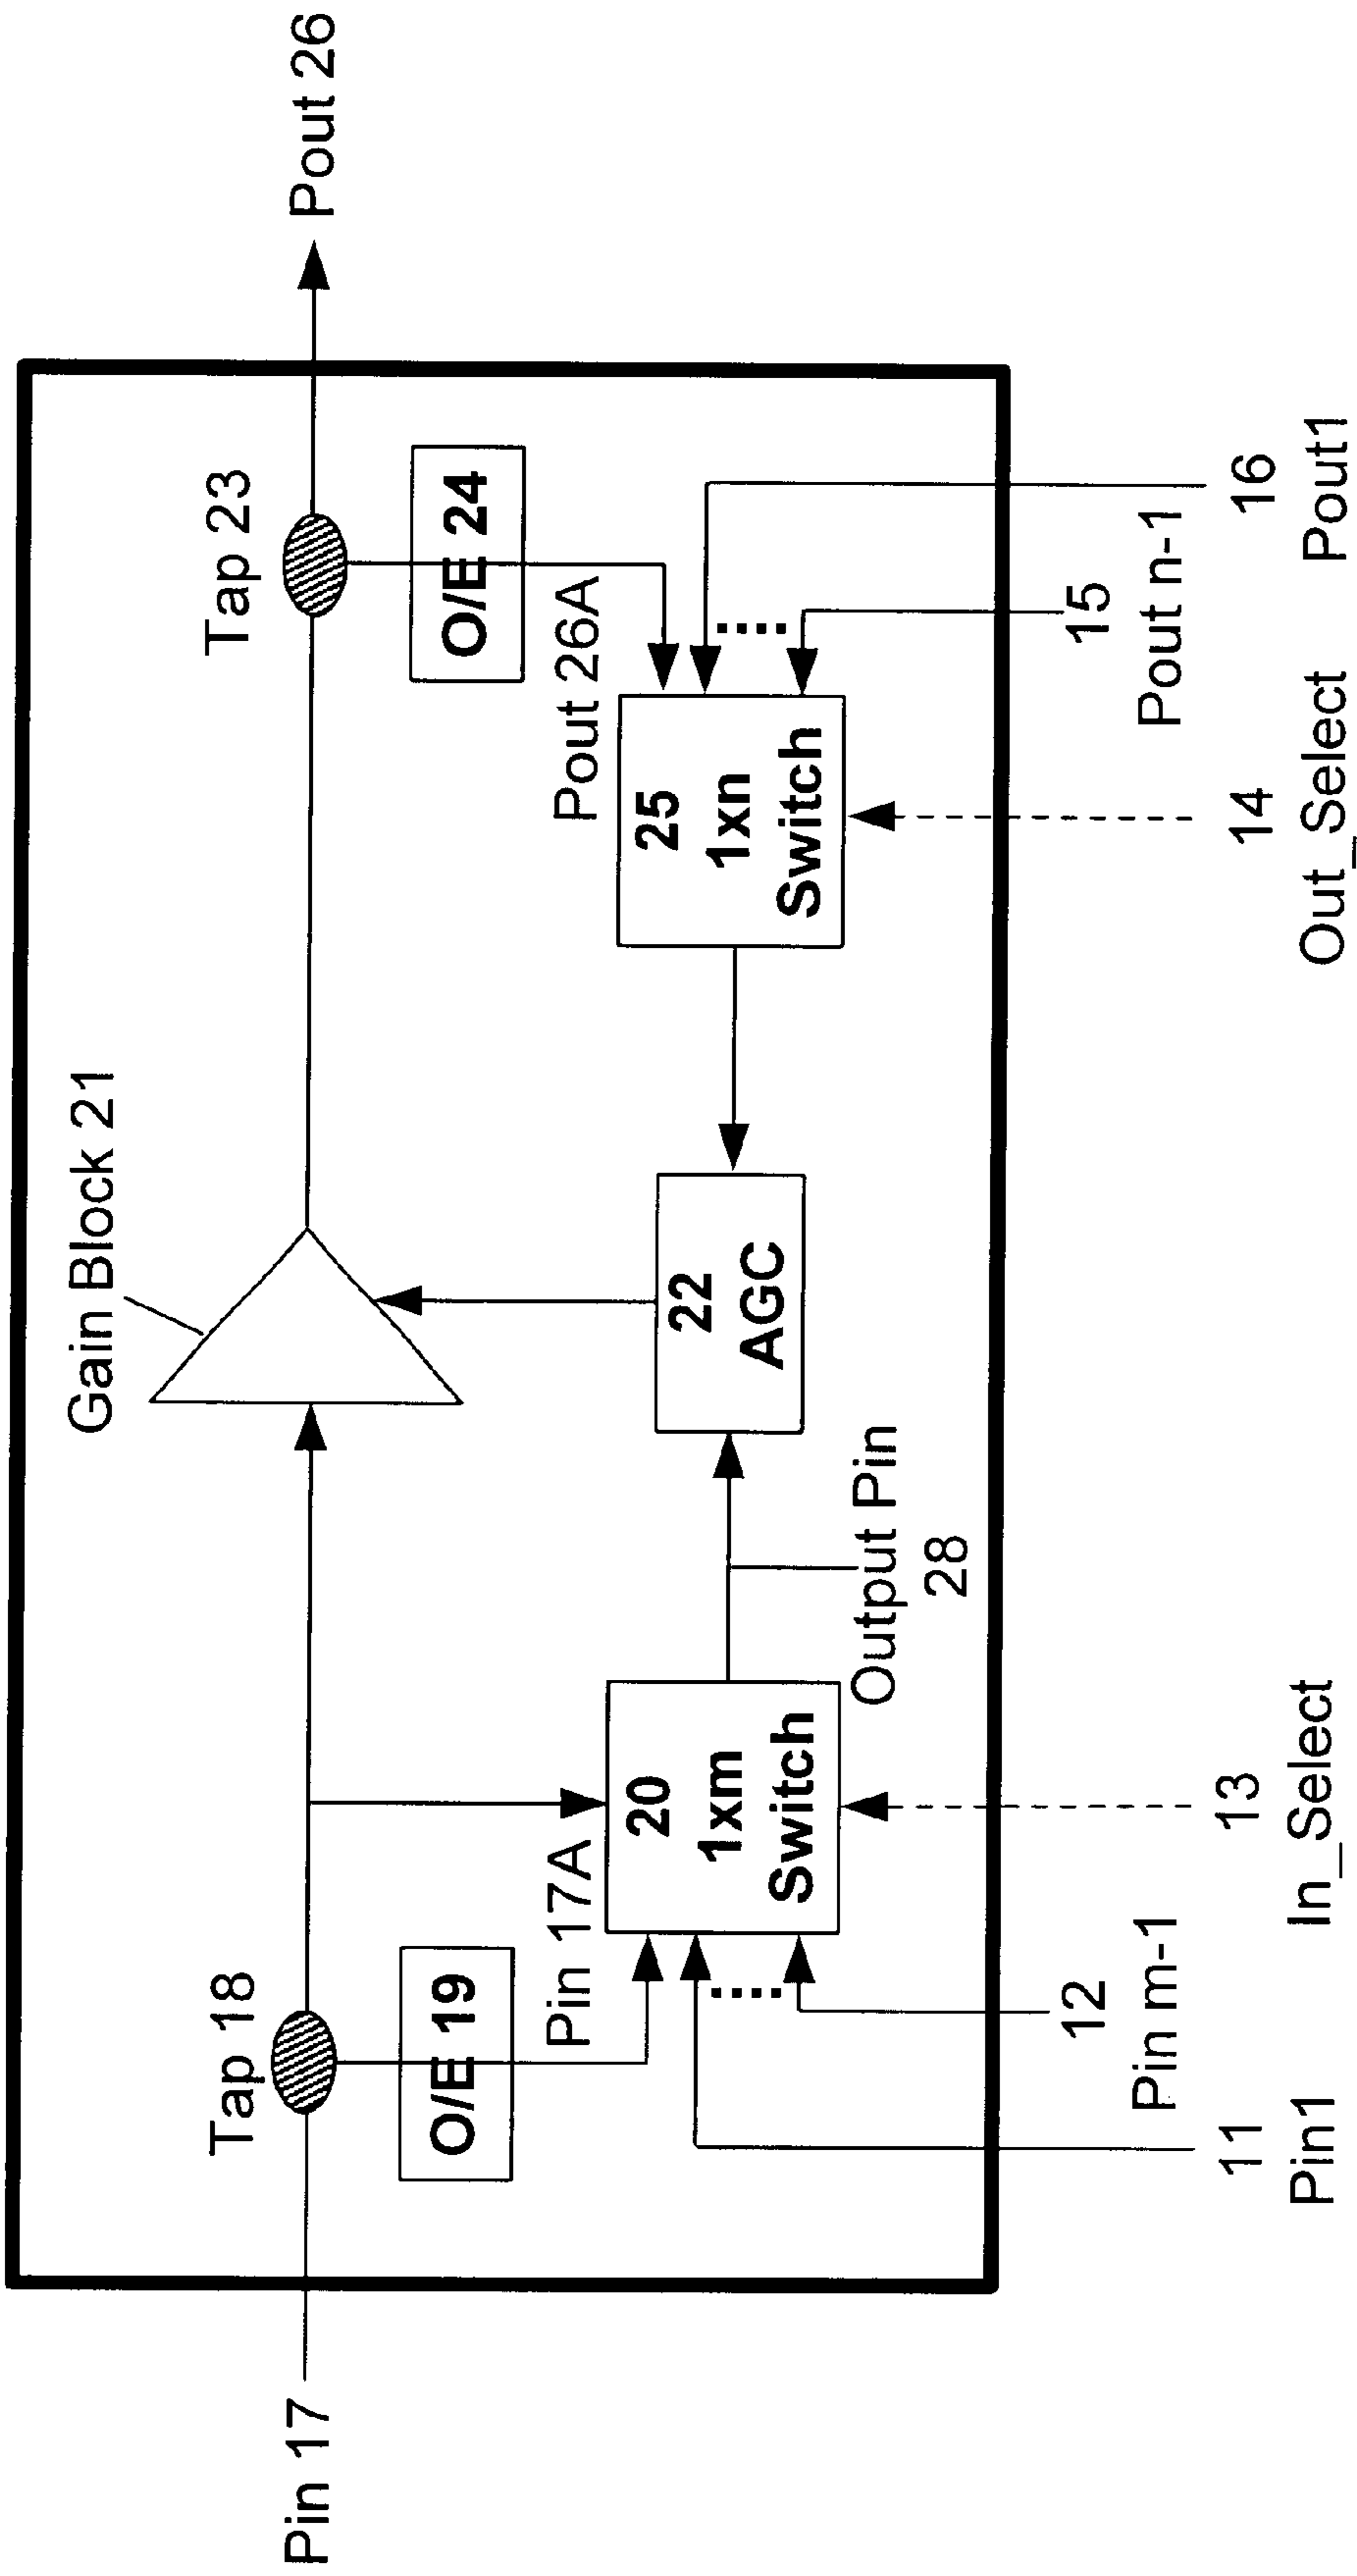 Gain Block 21
Tap 18
Tap 23
Pin 17
Pout 26
O/E 19
O/E 24
Pin 17A
Pout 26A
20
1xm
Switch
22
AGC
25
1xn
Switch
Output Pin
28
12
Pin m-1
15
Pout n-1
11
Pin1
13
In_Select
14
Out_Select
16
Pout1